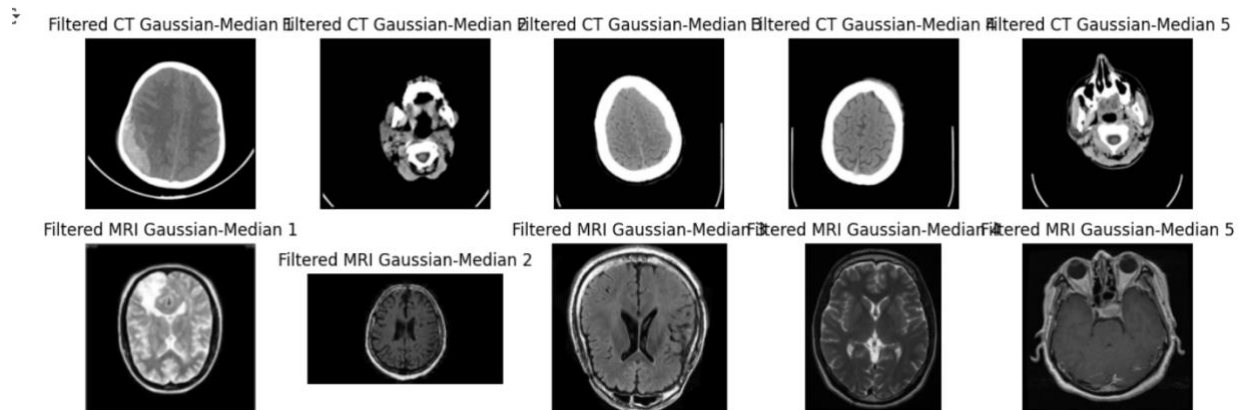 Filtered CT Gaussian-Median 1
Filtered CT Gaussian-Median 2
Filtered CT Gaussian-Median 3
Filtered CT Gaussian-Median 4
Filtered CT Gaussian-Median 5
Filtered MRI Gaussian-Median 1
Filtered MRI Gaussian-Median 2
Filtered MRI Gaussian-Median 3
Filtered MRI Gaussian-Median 4
Filtered MRI Gaussian-Median 5